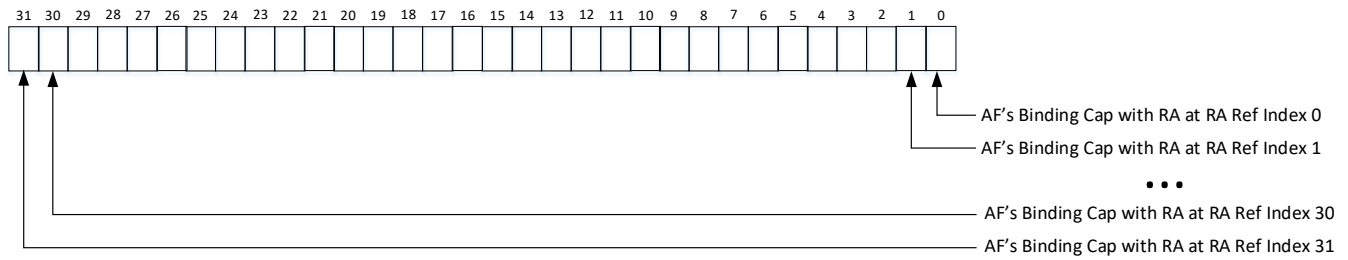 31 30 29 28 27 26 25 24 23 22 21 20 19 18 17 16 15 14 13 12 11 10 9 8 7 6 5 4 3 2 1 0
AF’s Binding Cap with RA at RA Ref Index 0
AF’s Binding Cap with RA at RA Ref Index 1
...
AF’s Binding Cap with RA at RA Ref Index 30
AF’s Binding Cap with RA at RA Ref Index 31